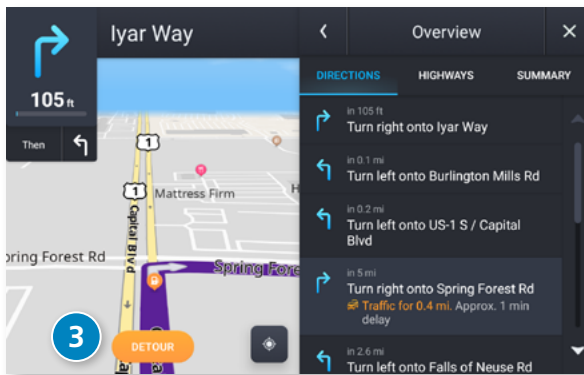 Iyar Way
105 ft
Then
1
1
Mattress Firm
H
Capital Blvd
pring Forest Rd
Spring Fore
3
DETOUR
Overview
DIRECTIONS HIGHWAYS SUMMARY
in 105 ft
Turn right onto Iyar Way
in 0.1 mi
Turn left onto Burlington Mills Rd
in 0.2 mi
Turn left onto US-1 S / Capital
Blvd
in 5 mi
Turn right onto Spring Forest Rd
Traffic for 0.4 mi. Approx. 1 min
delay
in 2.6 mi
Turn left onto Falls of Neuse Rd